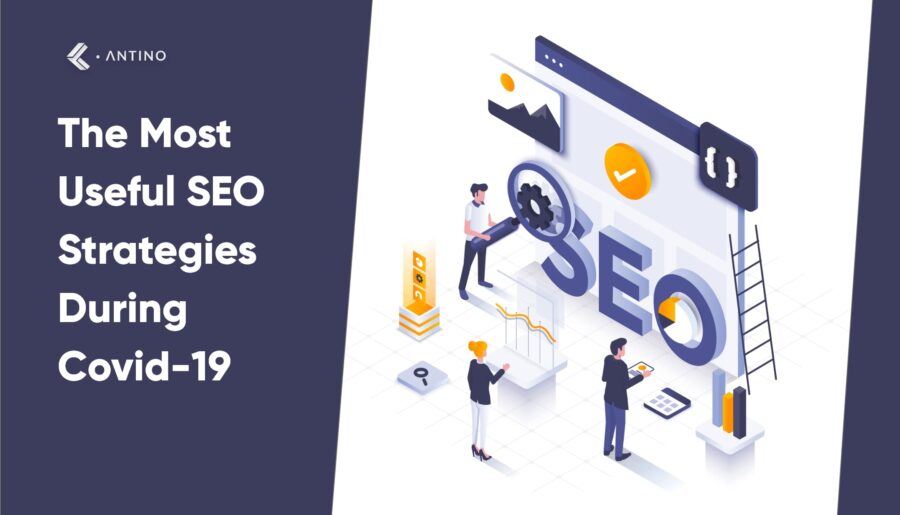 · ANTINO
The Most
Useful SEO
Strategies
During
Covid-19
{ }
SEO